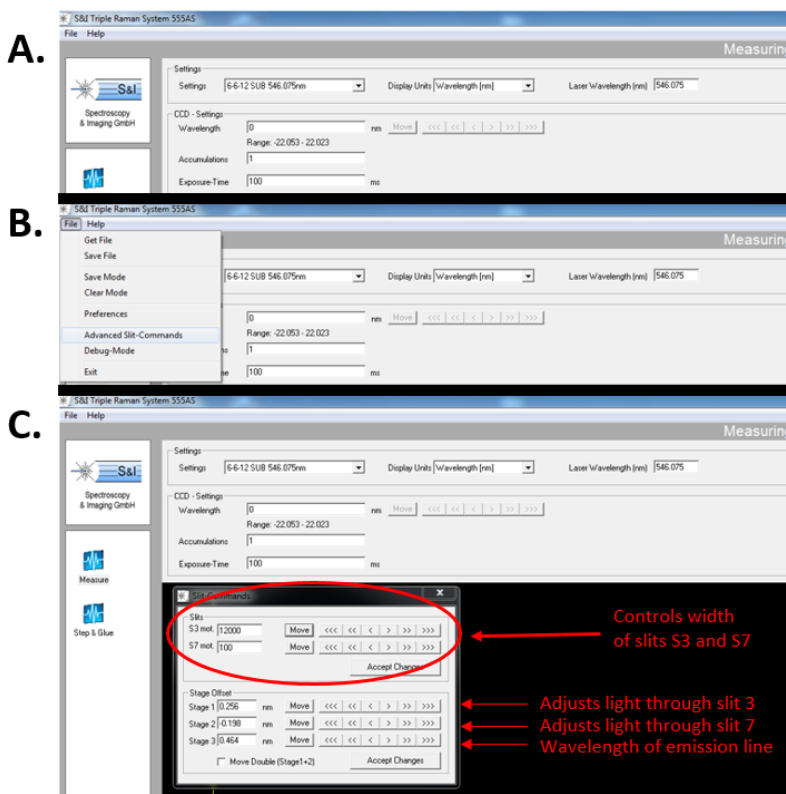 A.
S&I Triple Raman System 555AS
File Help
Measuring
S&I
Spectroscopy
& Imaging GmbH
Settings
Settings 6-6-12 SUB 546.075nm Display Units Wavelength [nm] Laser Wavelength (nm) 546.075
CCD - Settings
Wavelength 0 nm Move <<< << < > >> >>>
Range: -22.053 - 22.023
Accumulations 1
Exposure-Time 100 ms
B.
S&I Triple Raman System 555AS
File Help
Measuring
Get File
Save File
Save Mode
Clear Mode
Preferences
Advanced Slit-Commands
Debug-Mode
Exit
6-6-12 SUB 546.075nm Display Units Wavelength [nm] Laser Wavelength (nm) 546.075
0 nm Move <<< << < > >> >>>
Range: -22.053 - 22.023
1
100 ms
C.
S&I Triple Raman System 555AS
File Help
Measuring
S&I
Spectroscopy
& Imaging GmbH
Measure
Step & Glue
Settings
Settings 6-6-12 SUB 546.075nm Display Units Wavelength [nm] Laser Wavelength (nm) 546.075
CCD - Settings
Wavelength 0 nm Move <<< << < > >> >>>
Range: -22.053 - 22.023
Accumulations 1
Exposure-Time 100 ms
Slit-Commands x
Slits
S3 mot. 12000 Move <<< << < > >> >>>
S7 mot. 100 Move <<< << < > >> >>>
Accept Changes
Controls width
of slits S3 and S7
Stage Offset
Stage 1 0.256 nm Move <<< << < > >> >>>
Stage 2 -0.198 nm Move <<< << < > >> >>>
Stage 3 0.464 nm Move <<< << < > >> >>>
Move Double (Stage1+2) Accept Changes
Adjusts light through slit 3
Adjusts light through slit 7
Wavelength of emission line